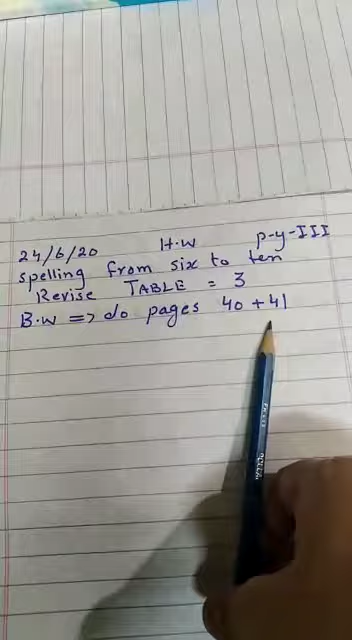 24/6/20 H.W P-y-III
spelling from six to ten
Revise TABLE = 3
B.W => do pages 40 + 41